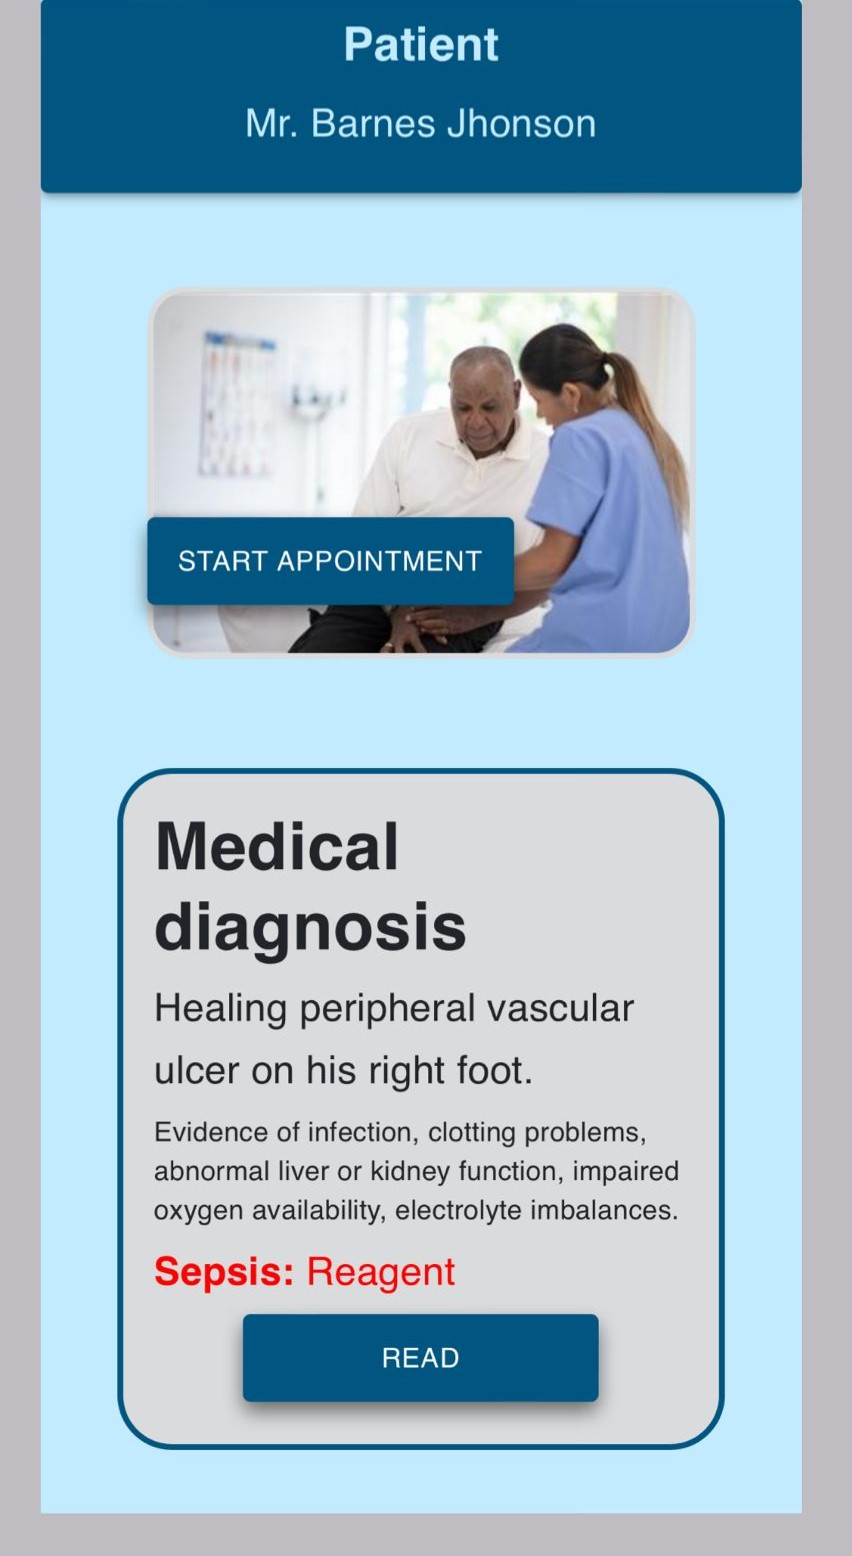 Patient
Mr. Barnes Jhonson
START APPOINTMENT
Medical
diagnosis
Healing peripheral vascular
ulcer on his right foot.
Evidence of infection, clotting problems,
abnormal liver or kidney function, impaired
oxygen availability, electrolyte imbalances.
Sepsis: Reagent
READ